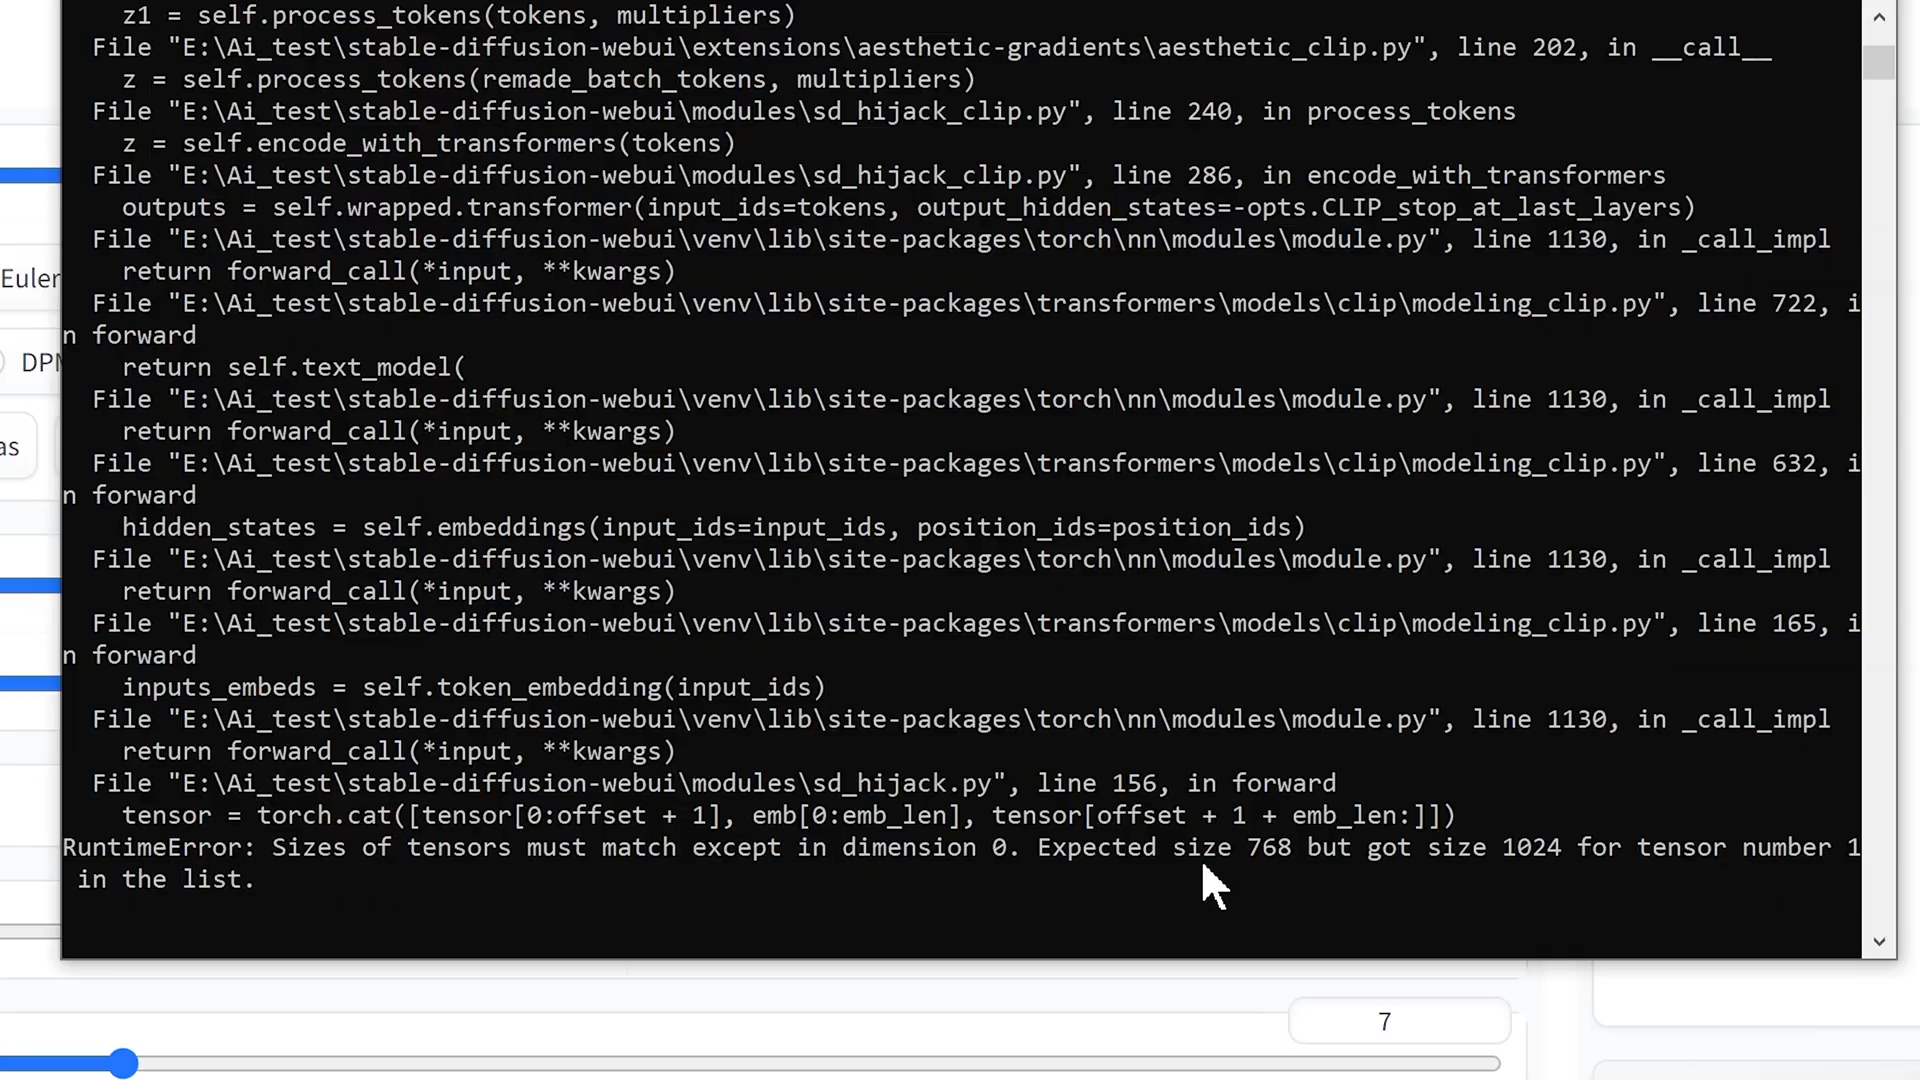 z1 = self.process_tokens(tokens, multipliers)
File "E:\Ai_test\stable-diffusion-webui\extensions\aesthetic-gradients\aesthetic_clip.py", line 202, in __call__
z = self.process_tokens(remade_batch_tokens, multipliers)
File "E:\Ai_test\stable-diffusion-webui\modules\sd_hijack_clip.py", line 240, in process_tokens
z = self.encode_with_transformers(tokens)
File "E:\Ai_test\stable-diffusion-webui\modules\sd_hijack_clip.py", line 286, in encode_with_transformers
outputs = self.wrapped.transformer(input_ids=tokens, output_hidden_states=-opts.CLIP_stop_at_last_layers)
File "E:\Ai_test\stable-diffusion-webui\venv\lib\site-packages\torch\nn\modules\module.py", line 1130, in _call_impl
Euler
return forward_call(*input, **kwargs)
File "E:\Ai_test\stable-diffusion-webui\venv\lib\site-packages\transformers\models\clip\modeling_clip.py", line 722, i
n forward
DPM
return self.text_model(
File "E:\Ai_test\stable-diffusion-webui\venv\lib\site-packages\torch\nn\modules\module.py", line 1130, in _call_impl
return forward_call(*input, **kwargs)
as
File "E:\Ai_test\stable-diffusion-webui\venv\lib\site-packages\transformers\models\clip\modeling_clip.py", line 632, i
n forward
hidden_states = self.embeddings(input_ids=input_ids, position_ids=position_ids)
File "E:\Ai_test\stable-diffusion-webui\venv\lib\site-packages\torch\nn\modules\module.py", line 1130, in _call_impl
return forward_call(*input, **kwargs)
File "E:\Ai_test\stable-diffusion-webui\venv\lib\site-packages\transformers\models\clip\modeling_clip.py", line 165, i
n forward
inputs_embeds = self.token_embedding(input_ids)
File "E:\Ai_test\stable-diffusion-webui\venv\lib\site-packages\torch\nn\modules\module.py", line 1130, in _call_impl
return forward_call(*input, **kwargs)
File "E:\Ai_test\stable-diffusion-webui\modules\sd_hijack.py", line 156, in forward
tensor = torch.cat([tensor[0:offset + 1], emb[0:emb_len], tensor[offset + 1 + emb_len:]])
RuntimeError: Sizes of tensors must match except in dimension 0. Expected size 768 but got size 1024 for tensor number 1
in the list.
7